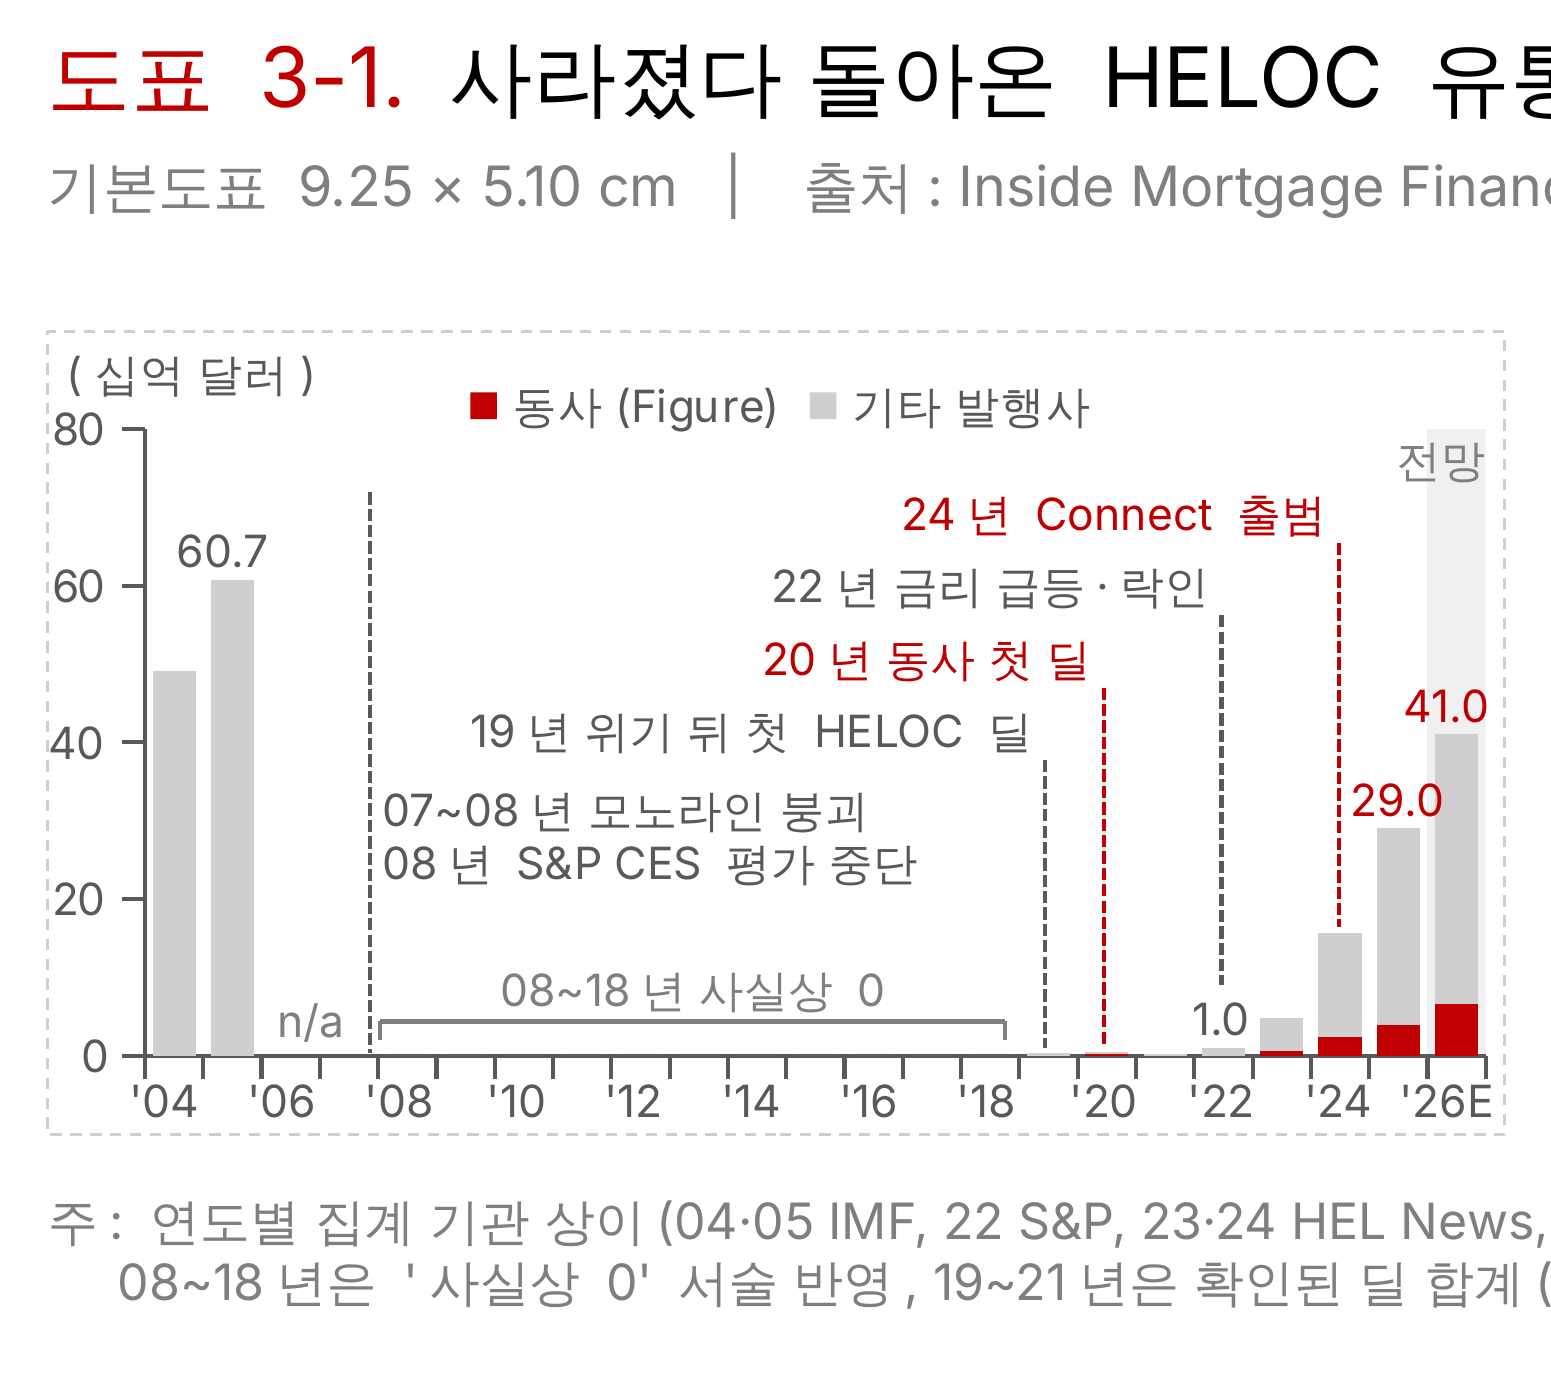 도표 3-1. 사라졌다 돌아온 HELOC 유통
기본도표 9.25 × 5.10 cm | 출처 : Inside Mortgage Financ
( 십억 달러 )
동사 (Figure) 기타 발행사
80
전망
24 년 Connect 출범
60.7
22 년 금리 급등 · 락인
60
20 년 동사 첫 딜
41.0
19 년 위기 뒤 첫 HELOC 딜
40
29.0
07~08 년 모노라인 붕괴
08 년 S&P CES 평가 중단
20
08~18 년 사실상 0
n/a
1.0
0
'04 '06 '08 '10 '12 '14 '16 '18 '20 '22 '24 '26E
주 : 연도별 집계 기관 상이 (04·05 IMF, 22 S&P, 23·24 HEL News,
08~18 년은 ' 사실상 0' 서술 반영 , 19~21 년은 확인된 딜 합계 (